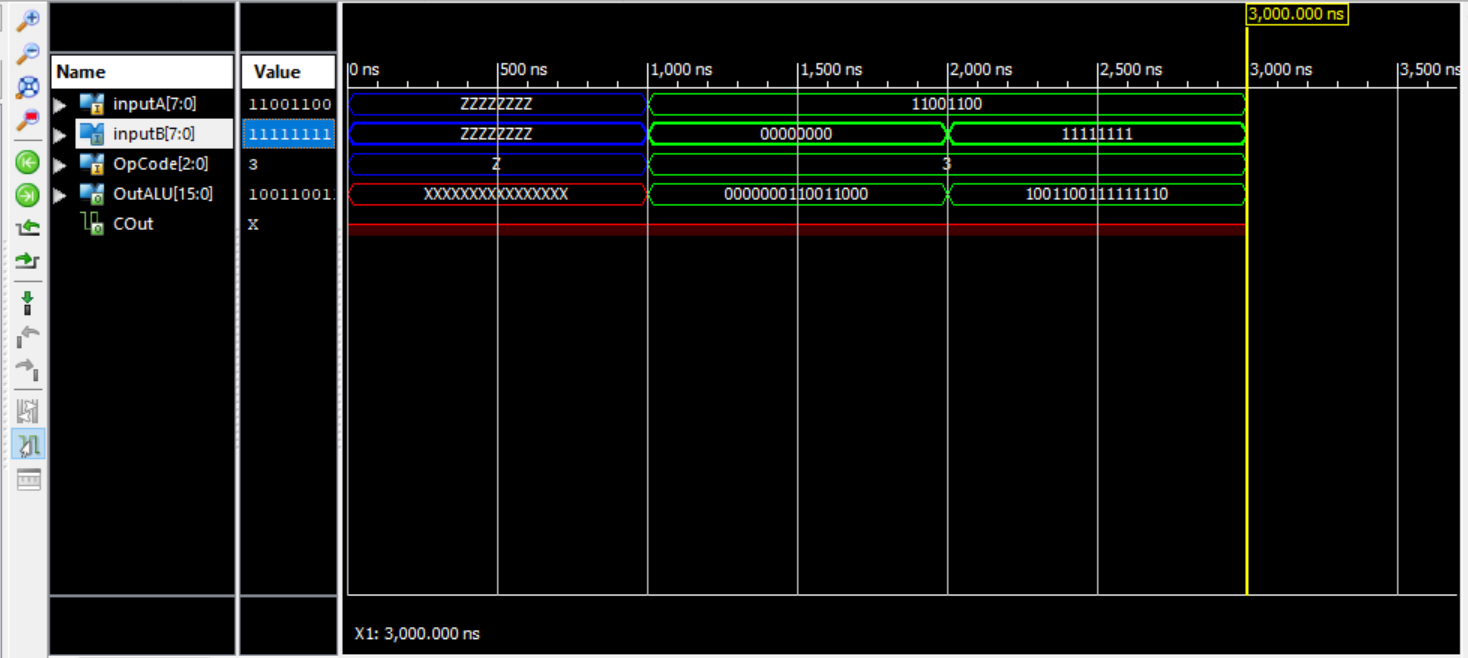 3,000.000 ns
Name Value 0 ns 500 ns 1,000 ns 1,500 ns 2,000 ns 2,500 ns 3,000 ns 3,500 ns
inputA[7:0] 11001100 ZZZZZZZZ 11001100
inputB[7:0] 11111111 ZZZZZZZZ 00000000 11111111
OpCode[2:0] 3 Z 3
OutALU[15:0] 100110011 XXXXXXXXXXXXXXXX 0000000110011000 1001100111111110
COut X
X1: 3,000.000 ns